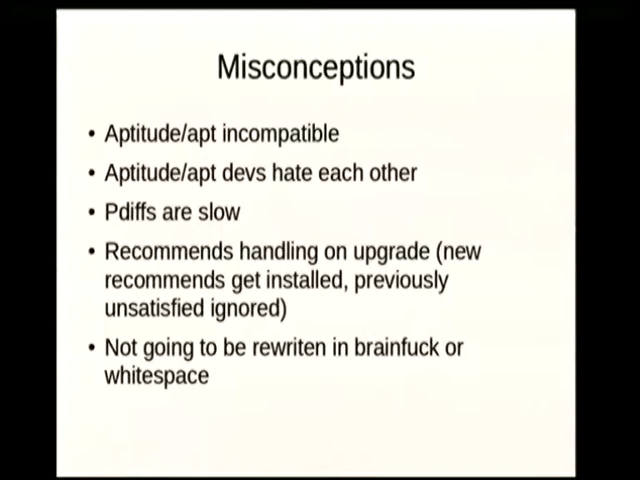 Misconceptions
• Aptitude/apt incompatible
• Aptitude/apt devs hate each other
• Pdiffs are slow
• Recommends handling on upgrade (new
recommends get installed, previously
unsatisfied ignored)
• Not going to be rewriten in brainfuck or
whitespace